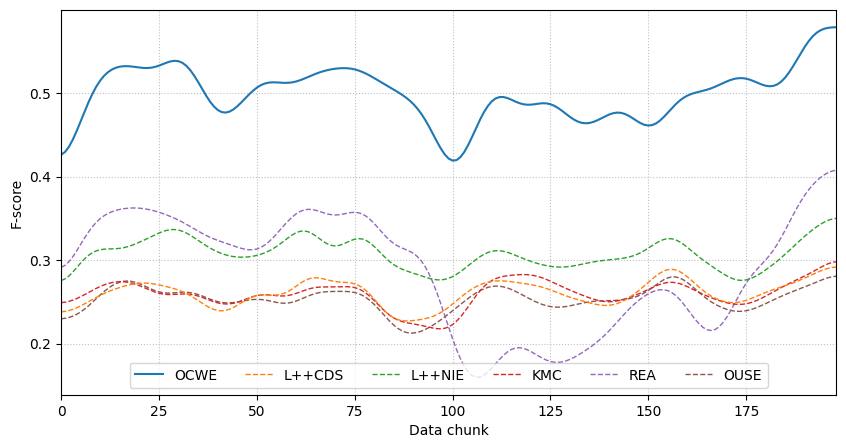 0.5
0.4
0.3
0.2
F-score
OCWE L++CDS L++NIE KMC REA OUSE
0 25 50 75 100 125 150 175
Data chunk